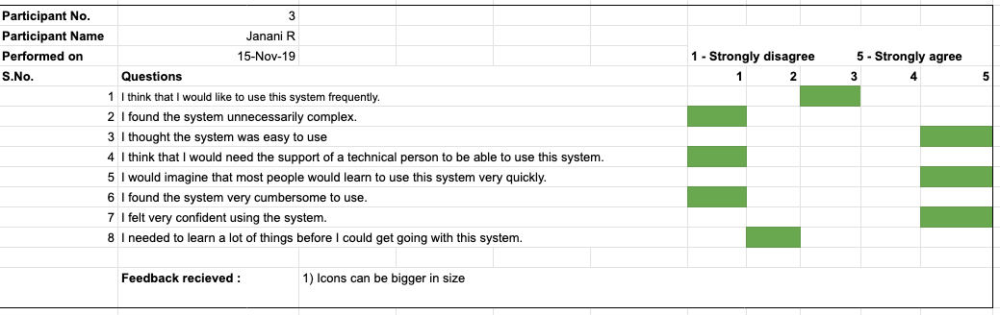 Participant No. 3
Participant Name Janani R
Performed on 15-Nov-19 1 - Strongly disagree 5 - Strongly agree
S.No. Questions 1 2 3 4 5
1 I think that I would like to use this system frequently.
2 I found the system unnecessarily complex.
3 I thought the system was easy to use
4 I think that I would need the support of a technical person to be able to use this system.
5 I would imagine that most people would learn to use this system very quickly.
6 I found the system very cumbersome to use.
7 I felt very confident using the system.
8 I needed to learn a lot of things before I could get going with this system.
Feedback recieved : 1) Icons can be bigger in size